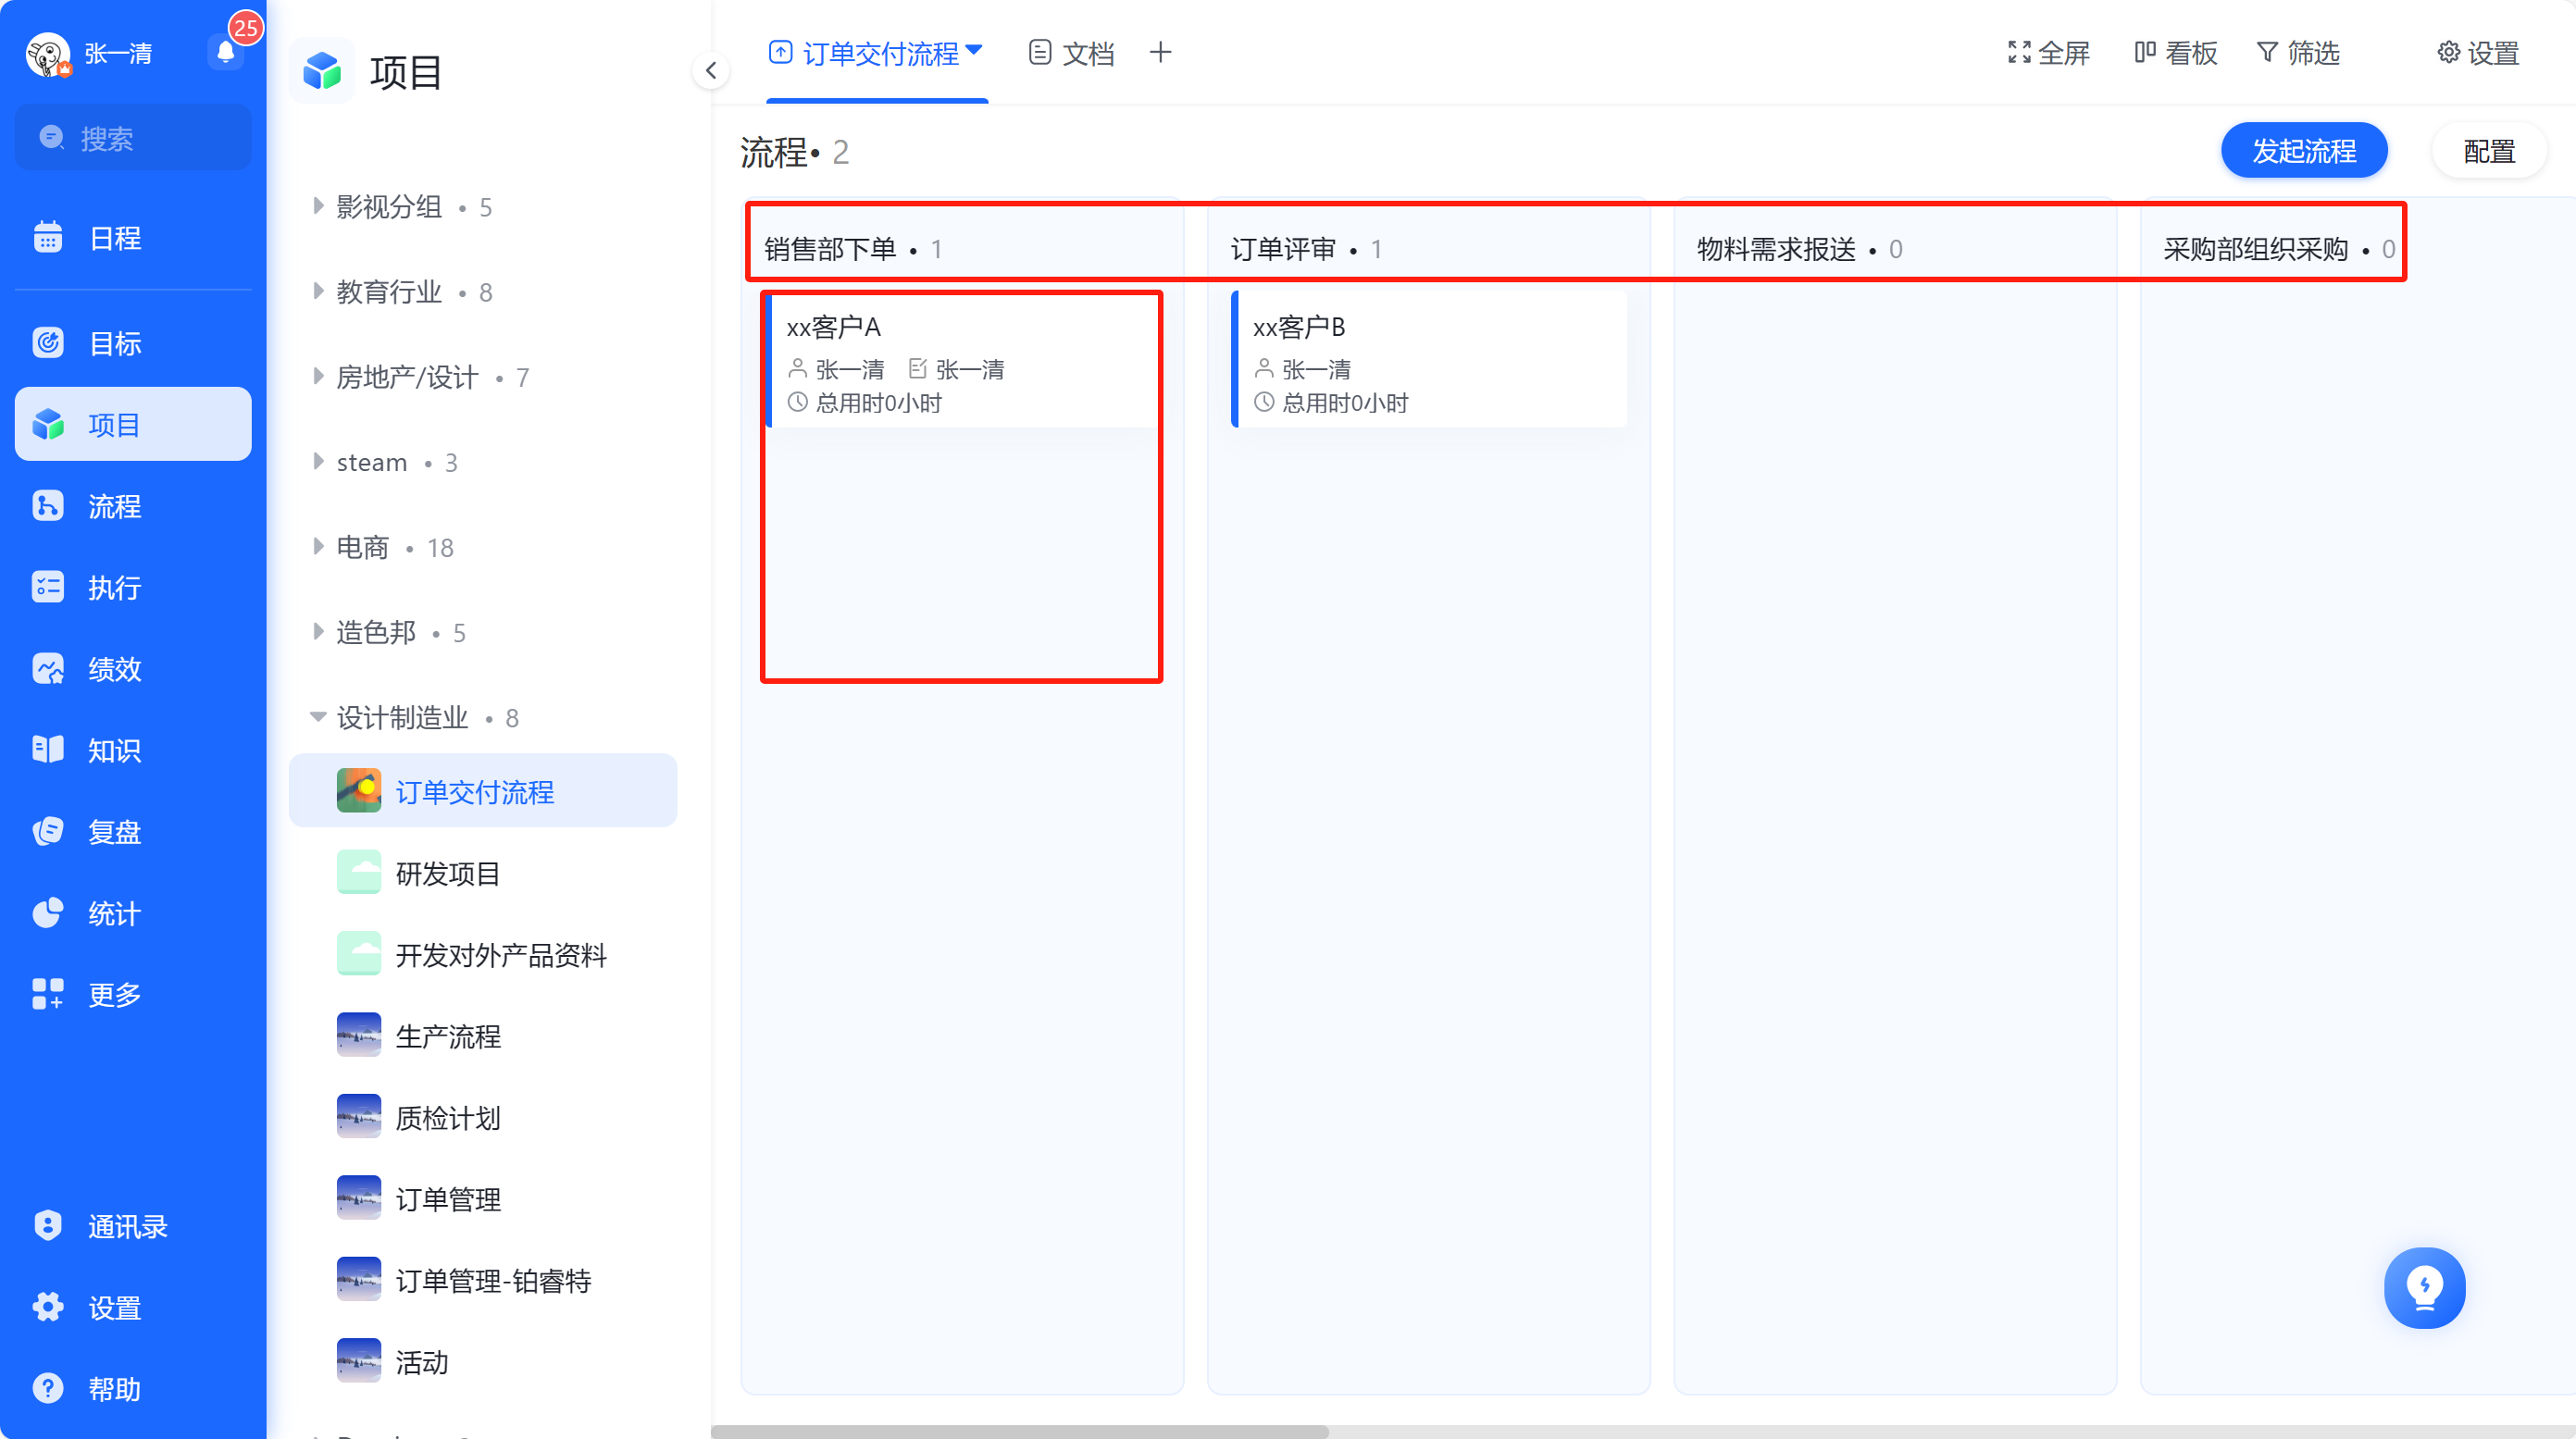 张一清
25
搜索
日程
目标
项目
流程
执行
绩效
知识
复盘
统计
更多
通讯录
设置
帮助
项目
影视分组 • 5
教育行业 • 8
房地产/设计 • 7
steam • 3
电商 • 18
造色邦 • 5
设计制造业 • 8
订单交付流程
研发项目
开发对外产品资料
生产流程
质检计划
订单管理
订单管理-铂睿特
活动
订单交付流程
文档
全屏
看板
筛选
设置
流程• 2
发起流程
配置
销售部下单 • 1
xx客户A
张一清 张一清
总用时0小时
订单评审 • 1
xx客户B
张一清
总用时0小时
物料需求报送 • 0
采购部组织采购 • 0